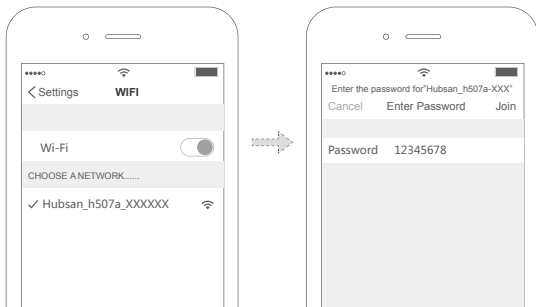 Settings WIFI
Wi-Fi
CHOOSE A NETWORK......
Hubsan_h507a_XXXXXX
Enter the password for"Hubsan_h507a-XXX"
Cancel Enter Password Join
Password 12345678